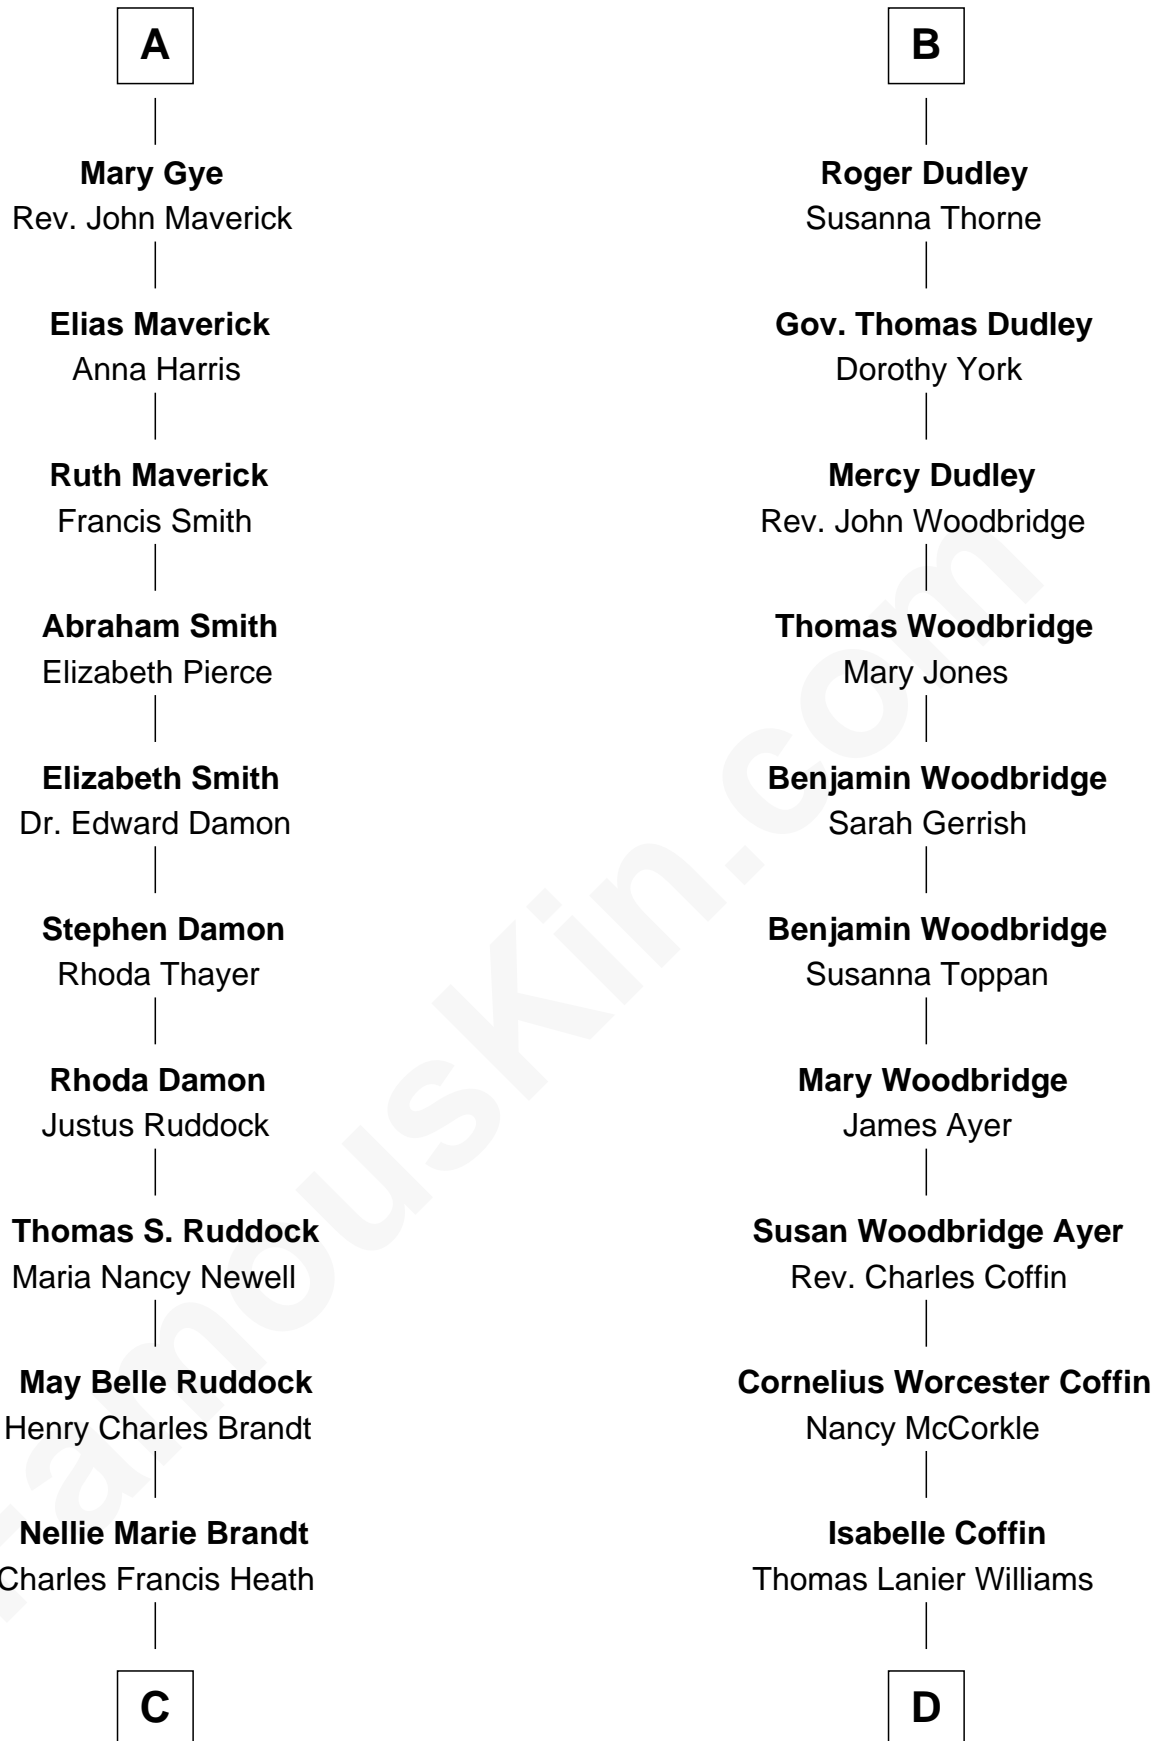 A
Mary Gye
Rev. John Maverick
Elias Maverick
Anna Harris
Ruth Maverick
Francis Smith
Abraham Smith
Elizabeth Pierce
Elizabeth Smith
Dr. Edward Damon
Stephen Damon
Rhoda Thayer
Rhoda Damon
Justus Ruddock
Thomas S. Ruddock
Maria Nancy Newell
May Belle Ruddock
Henry Charles Brandt
Nellie Marie Brandt
Charles Francis Heath
C
B
Roger Dudley
Susanna Thorne
Gov. Thomas Dudley
Dorothy York
Mercy Dudley
Rev. John Woodbridge
Thomas Woodbridge
Mary Jones
Benjamin Woodbridge
Sarah Gerrish
Benjamin Woodbridge
Susanna Toppan
Mary Woodbridge
James Ayer
Susan Woodbridge Ayer
Rev. Charles Coffin
Cornelius Worcester Coffin
Nancy McCorkle
Isabelle Coffin
Thomas Lanier Williams
D
FamousKin.com